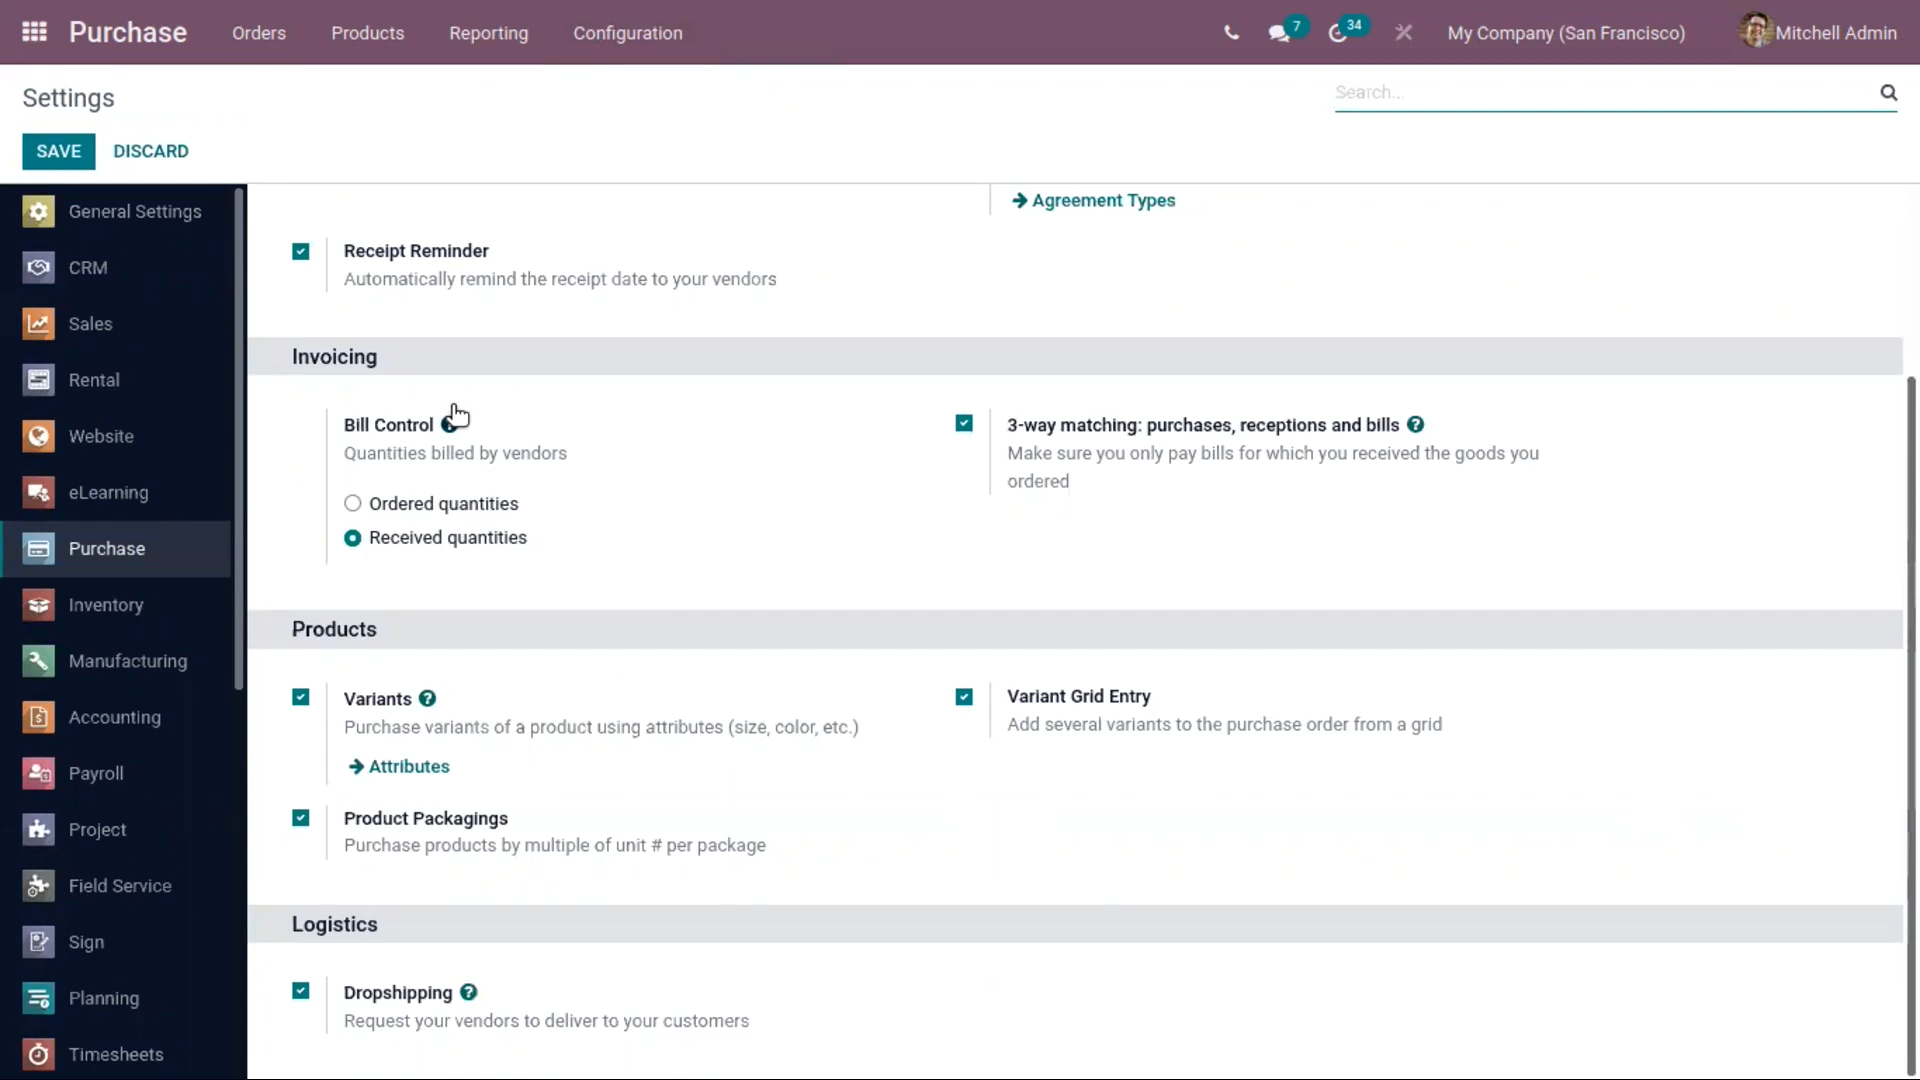 Purchase
Orders
Products
Reporting
Configuration
7
34
My Company (San Francisco)
Mitchell Admin
Settings
Search...
SAVE
DISCARD
General Settings
CRM
Sales
Rental
Website
eLearning
Purchase
Inventory
Manufacturing
Accounting
Payroll
Project
Field Service
Sign
Planning
Timesheets
Agreement Types
Receipt Reminder
Automatically remind the receipt date to your vendors
Invoicing
Bill Control
Quantities billed by vendors
Ordered quantities
Received quantities
3-way matching: purchases, receptions and bills ?
Make sure you only pay bills for which you received the goods you
ordered
Products
Variants ?
Purchase variants of a product using attributes (size, color, etc.)
Attributes
Variant Grid Entry
Add several variants to the purchase order from a grid
Product Packagings
Purchase products by multiple of unit # per package
Logistics
Dropshipping ?
Request your vendors to deliver to your customers